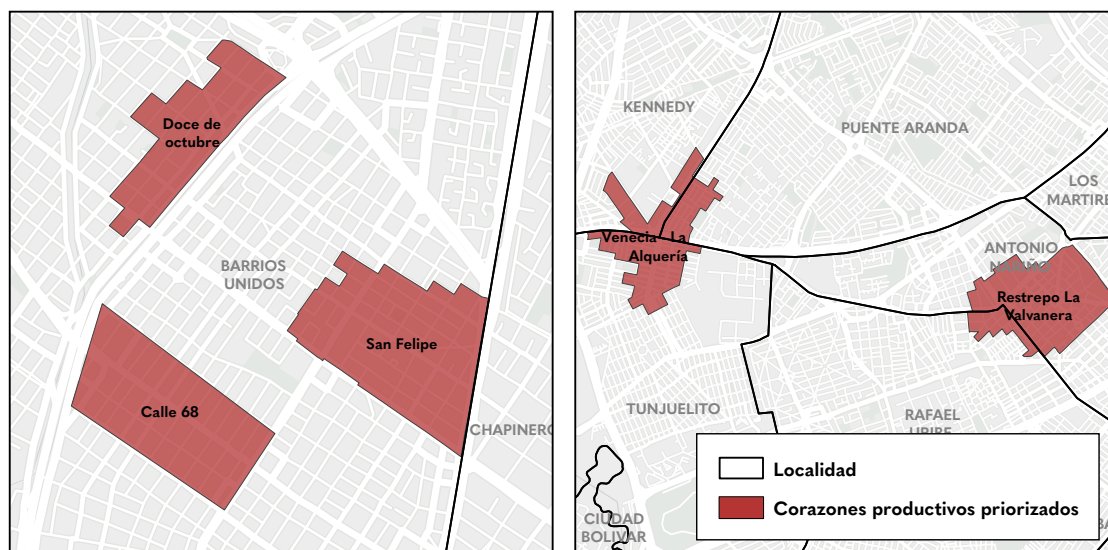 Doce de
octubre
BARRIOS
UNIDOS
San Felipe
Calle 68
CHAPINERO
KENNEDY
PUENTE ARANDA
LOS
MARTIRE
Venecia La
Alquería
ANTONIO
NARIÑO
Restrepo La
Valvanera
TUNJUELITO
RAFAEL
URIBE
CIUDAD
BOLIVAR
Localidad
Corazones productivos priorizados